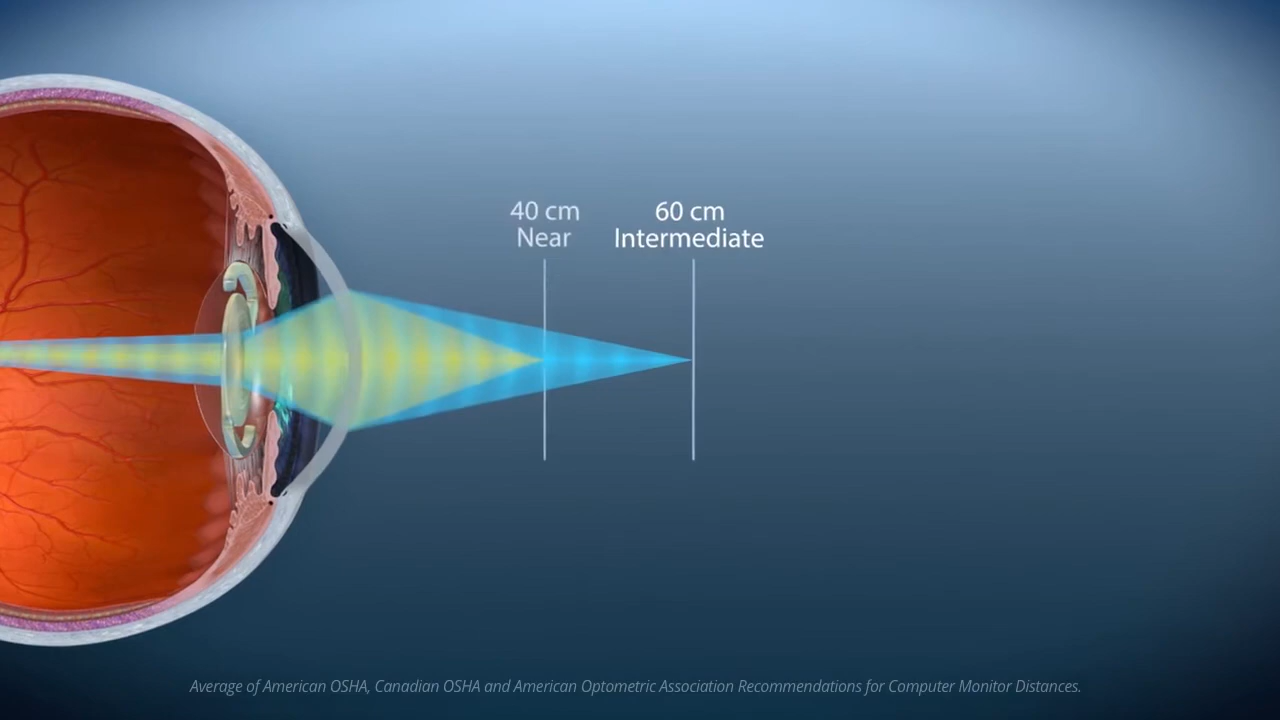 40 cm
Near
60 cm
Intermediate
Average of American OSHA, Canadian OSHA and American Optometric Association Recommendations for Computer Monitor Distances.